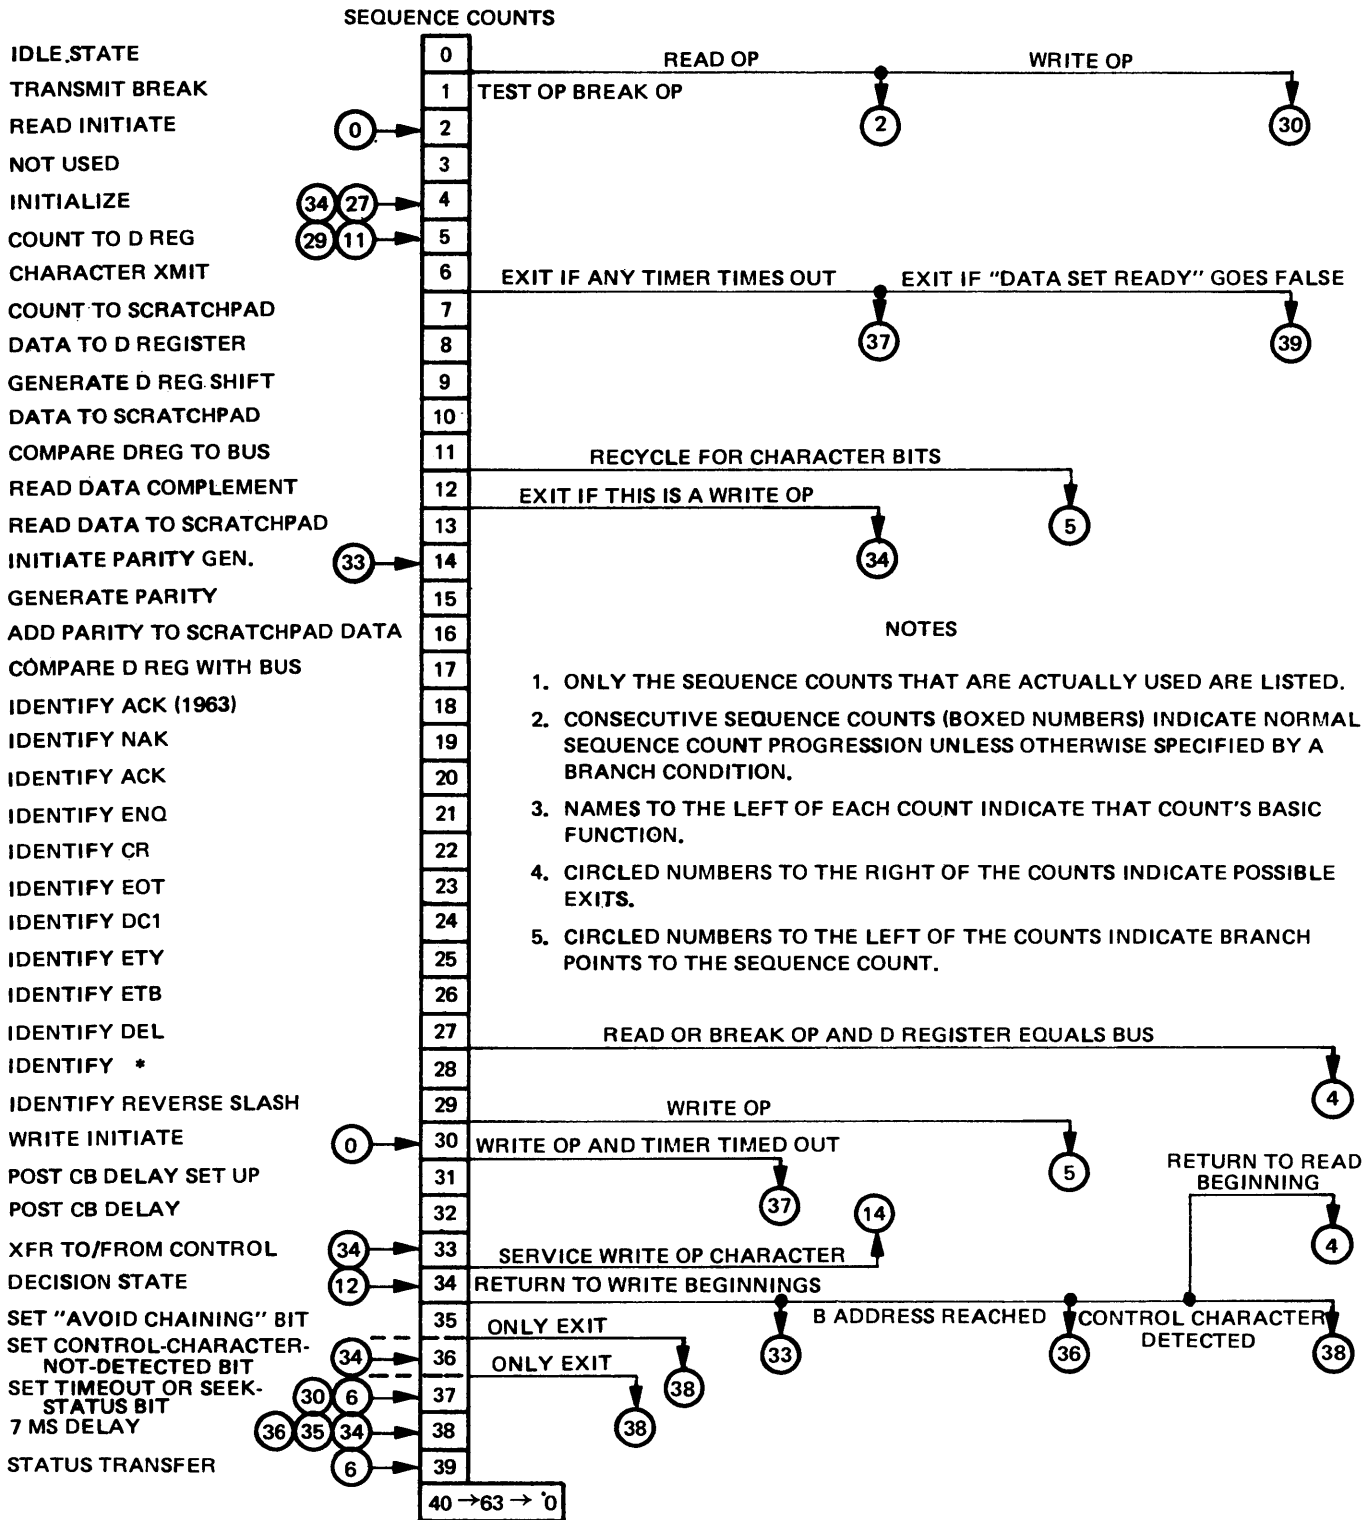 SEQUENCE COUNTS
IDLE STATE 0 READ OP WRITE OP
TRANSMIT BREAK 1 TEST OP BREAK OP
READ INITIATE 0 2 2 30
NOT USED 3
INITIALIZE 34 27 4
COUNT TO D REG 29 11 5
CHARACTER XMIT 6 EXIT IF ANY TIMER TIMES OUT EXIT IF "DATA SET READY" GOES FALSE
COUNT TO SCRATCHPAD 7
DATA TO D REGISTER 8 37 39
GENERATE D REG SHIFT 9
DATA TO SCRATCHPAD 10
COMPARE DREG TO BUS 11 RECYCLE FOR CHARACTER BITS
READ DATA COMPLEMENT 12 EXIT IF THIS IS A WRITE OP
READ DATA TO SCRATCHPAD 13 5
INITIATE PARITY GEN. 33 14 34
GENERATE PARITY 15
ADD PARITY TO SCRATCHPAD DATA 16
COMPARE D REG WITH BUS 17
IDENTIFY ACK (1963) 18
IDENTIFY NAK 19
IDENTIFY ACK 20
IDENTIFY ENQ 21
IDENTIFY CR 22
IDENTIFY EOT 23
IDENTIFY DC1 24
IDENTIFY ETY 25
IDENTIFY ETB 26
NOTES
1. ONLY THE SEQUENCE COUNTS THAT ARE ACTUALLY USED ARE LISTED.
2. CONSECUTIVE SEQUENCE COUNTS (BOXED NUMBERS) INDICATE NORMAL
SEQUENCE COUNT PROGRESSION UNLESS OTHERWISE SPECIFIED BY A
BRANCH CONDITION.
3. NAMES TO THE LEFT OF EACH COUNT INDICATE THAT COUNT'S BASIC
FUNCTION.
4. CIRCLED NUMBERS TO THE RIGHT OF THE COUNTS INDICATE POSSIBLE
EXITS.
5. CIRCLED NUMBERS TO THE LEFT OF THE COUNTS INDICATE BRANCH
POINTS TO THE SEQUENCE COUNT.
IDENTIFY DEL 27 READ OR BREAK OP AND D REGISTER EQUALS BUS
IDENTIFY * 28
IDENTIFY REVERSE SLASH 29 WRITE OP 4
WRITE INITIATE 0 30 WRITE OP AND TIMER TIMED OUT
POST CB DELAY SET UP 31 5 RETURN TO READ
BEGINNING
POST CB DELAY 32 37 14
XFR TO/FROM CONTROL 34 33 SERVICE WRITE OP CHARACTER 4
DECISION STATE 12 34 RETURN TO WRITE BEGINNINGS
SET "AVOID CHAINING" BIT 35 ONLY EXIT B ADDRESS REACHED CONTROL CHARACTER
DETECTED
SET CONTROL-CHARACTER-
NOT-DETECTED BIT 34 36 ONLY EXIT 33 36 38
SET TIMEOUT OR SEEK-
STATUS BIT 30 6 37 38
7 MS DELAY 36 35 34 38 38
STATUS TRANSFER 6 39
40 → 63 → 0